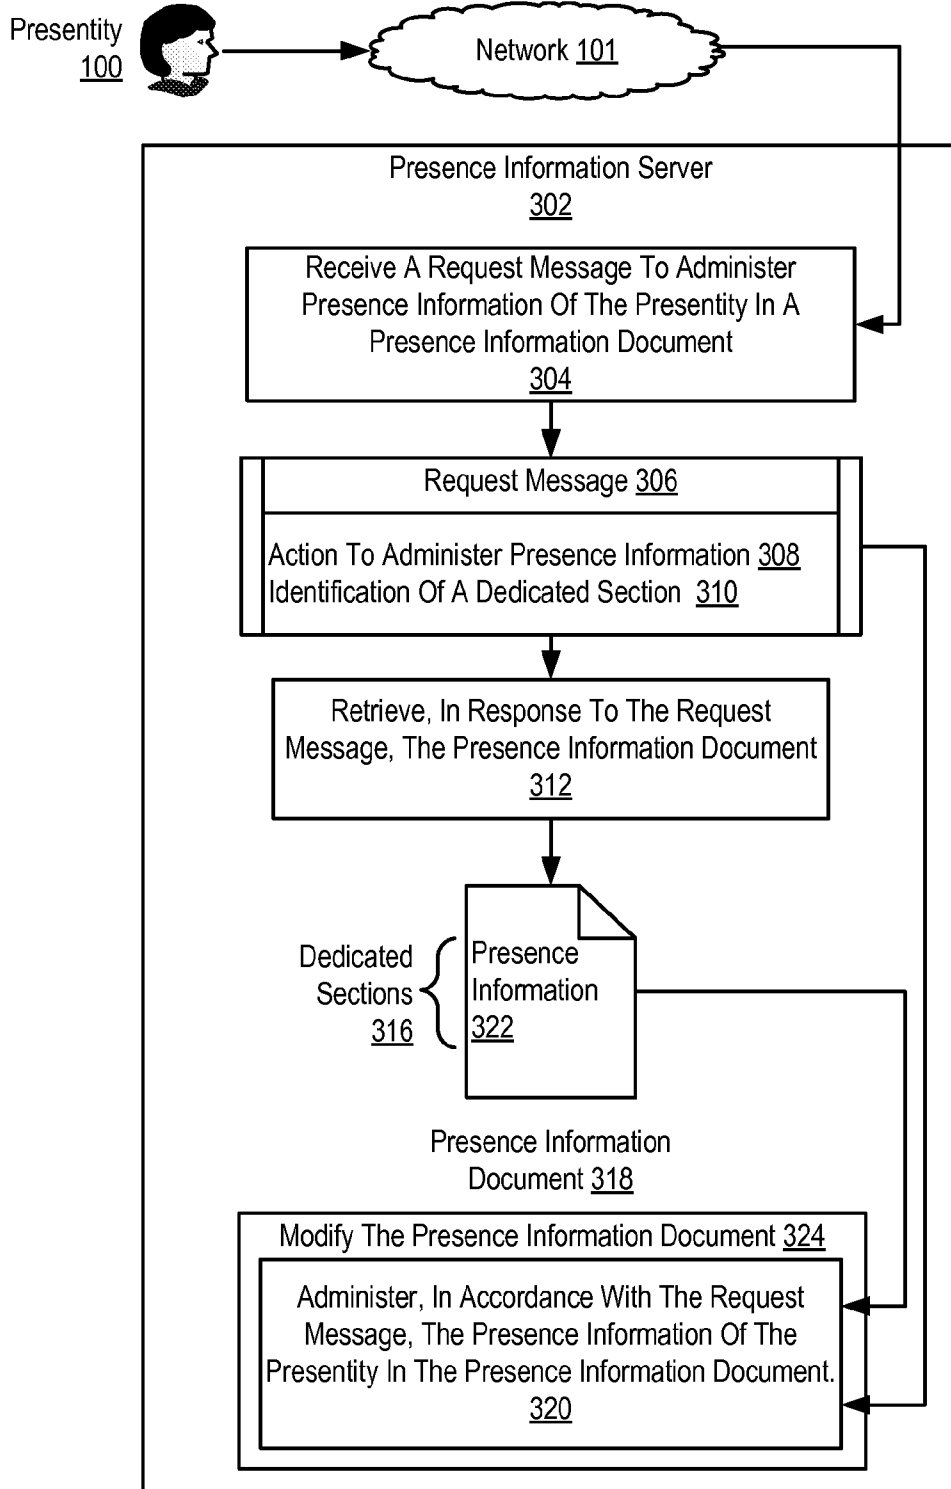 Presentity
100
Network 101
Presence Information Server
302
Receive A Request Message To Administer
Presence Information Of The Presentity In A
Presence Information Document
304
Request Message 306
Action To Administer Presence Information 308
Identification Of A Dedicated Section 310
Retrieve, In Response To The Request
Message, The Presence Information Document
312
Dedicated
Sections
316
Presence
Information
322
Presence Information
Document 318
Modify The Presence Information Document 324
Administer, In Accordance With The Request
Message, The Presence Information Of The
Presentity In The Presence Information Document.
320